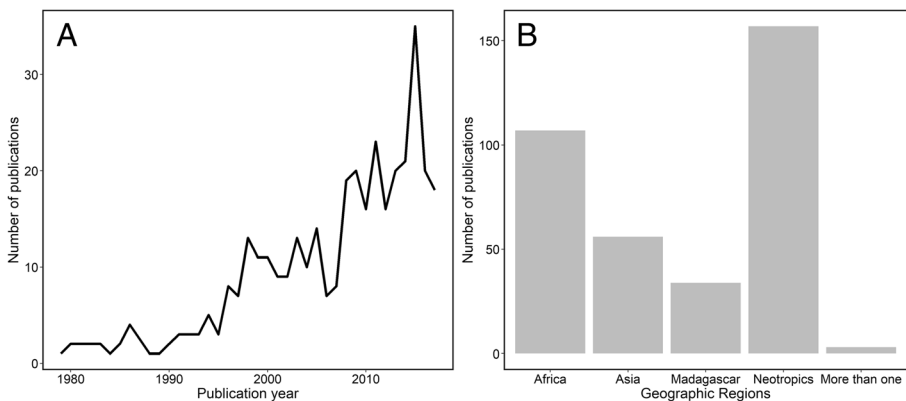 A
Number of publications
30
20
10
0
1980 1990 2000 2010
Publication year
B
Number of publications
150
100
50
0
Africa Asia Madagascar Neotropics More than one
Geographic Regions